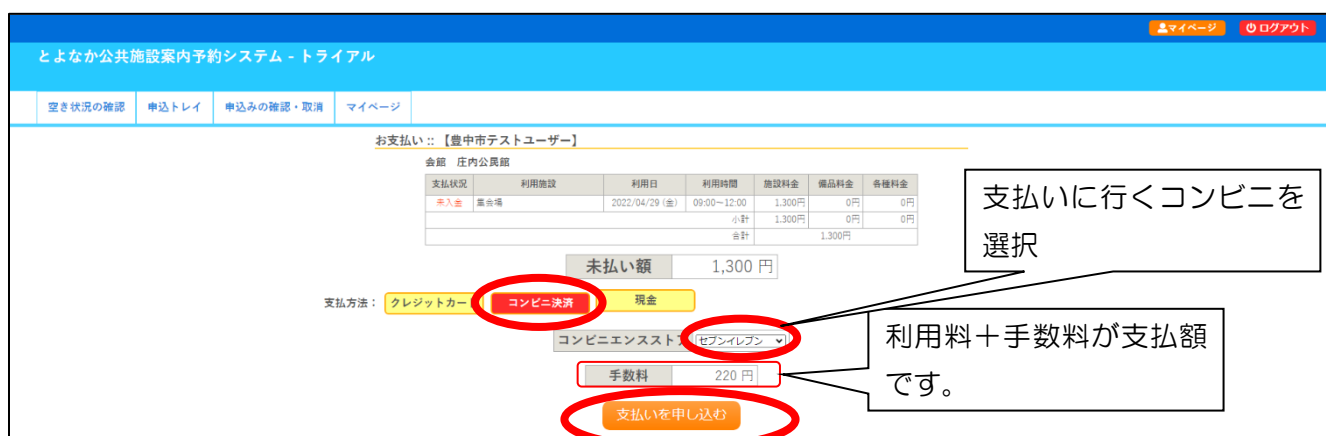 マイページ ログアウト
とよなか公共施設案内予約システム - トライアル
空き状況の確認 申込トレイ 申込みの確認・取消 マイページ
お支払い :: 【豊中市テストユーザー】
会館 庄内公民館
支払状況 利用施設 利用日 利用時間 施設料金 備品料金 各種料金
未入金 集会場 2022/04/29 (金) 09:00～12:00 1,300円 0円 0円
小計 1,300円 0円 0円
合計 1,300円
支払いに行くコンビニを
選択
未払い額 1,300 円
支払方法： クレジットカー コンビニ決済 現金
コンビニエンススト セブンイレブン
利用料＋手数料が支払額
です。
手数料 220 円
支払いを申し込む